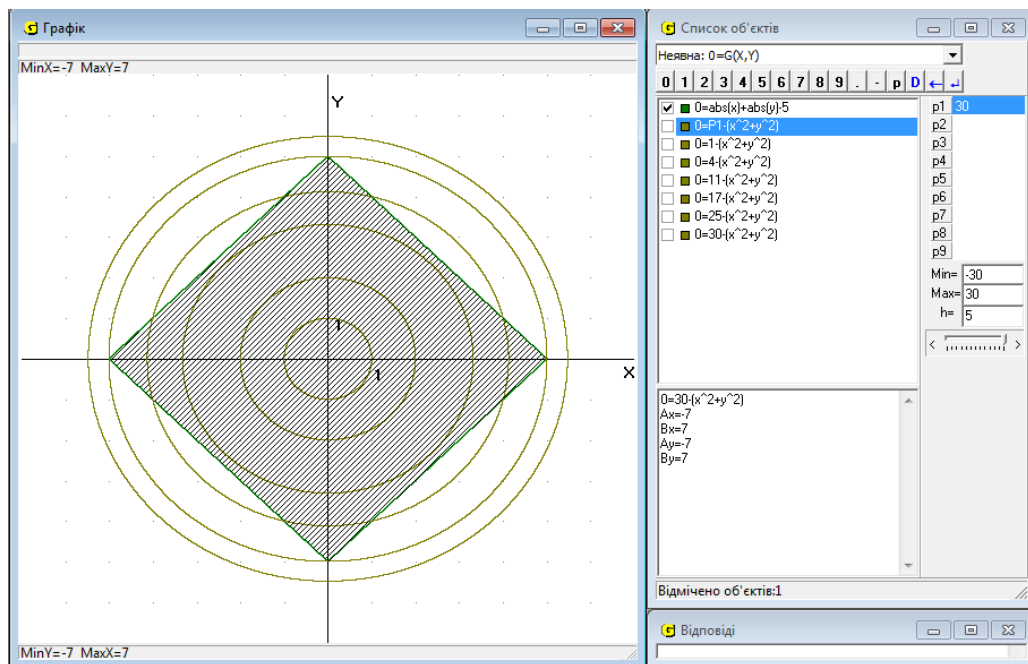 Графік
MinX=-7 MaxY=7
Y
1
1
X
MinY=-7 MaxX=7
Список об'єктів
Неявна: 0=G(X,Y)
0 1 2 3 4 5 6 7 8 9 . - p D ← ↵
0=abs(x)+abs(y)-5
0=P1-(x^2+y^2)
0=1-(x^2+y^2)
0=4-(x^2+y^2)
0=11-(x^2+y^2)
0=17-(x^2+y^2)
0=25-(x^2+y^2)
0=30-(x^2+y^2)
p1 30
p2
p3
p4
p5
p6
p7
p8
p9
Min= -30
Max= 30
h= 5
< >
0=30-(x^2+y^2)
Ax=-7
Bx=7
Ay=-7
By=7
Відмічено об'єктів:1
Відповіді